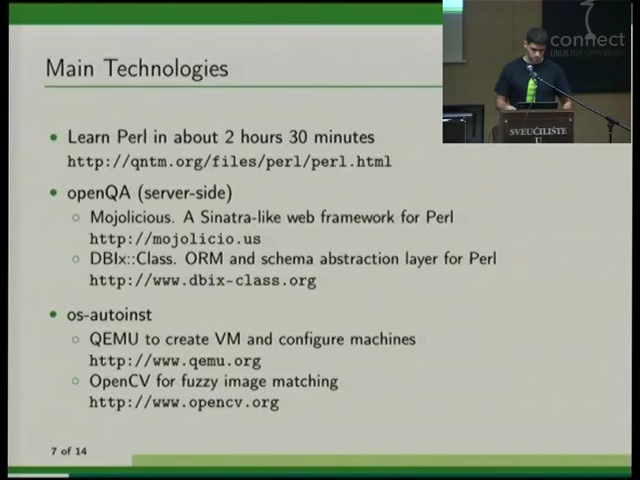 Main Technologies
connect
SVEUČILIŠTE
U
Learn Perl in about 2 hours 30 minutes
http://qntm.org/files/perl/perl.html
openQA (server-side)
Mojolicious. A Sinatra-like web framework for Perl
http://mojolicio.us
DBIx::Class. ORM and schema abstraction layer for Perl
http://www.dbix-class.org
os-autoinst
QEMU to create VM and configure machines
http://www.qemu.org
OpenCV for fuzzy image matching
http://www.opencv.org
7 of 14